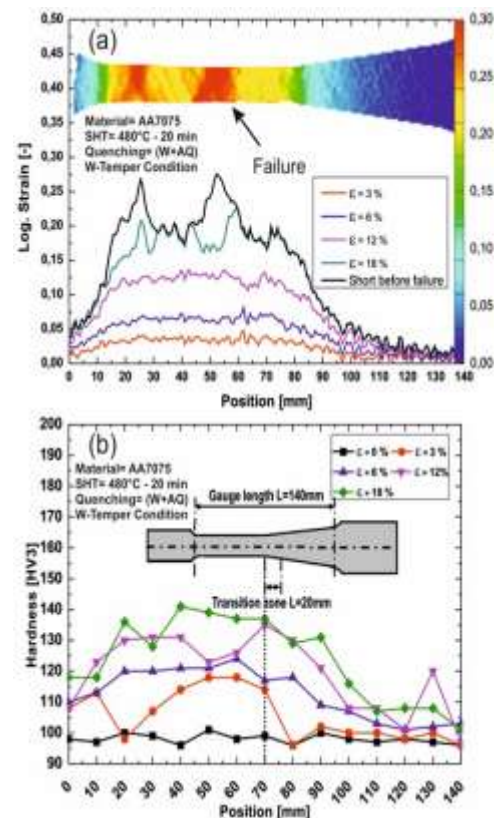 (a)
0,50
0,45
0,40
0,35
0,30
0,25
0,20
0,15
0,10
0,05
0,00
Log. Strain [-]
Material= AA7075
SHT= 480°C - 20 min
Quenching= (W+AQ)
W-Temper Condition
Failure
ε = 3 %
ε = 6 %
ε = 12 %
ε = 18 %
Short before failure
0,30
0,25
0,20
0,15
0,10
0,05
0,00
0 10 20 30 40 50 60 70 80 90 100 110 120 130 140
Position [mm]
(b)
200
190
180
170
160
150
140
130
120
110
100
90
Hardness [HV3]
Material= AA7075
SHT= 480°C - 20 min
Quenching= (W+AQ)
W-Temper Condition
ε = 0 % ε = 3 %
ε = 6 % ε = 12%
ε = 18 %
Gauge length L=140mm
Transition zone L=20mm
0 10 20 30 40 50 60 70 80 90 100 110 120 130 140
Position [mm]